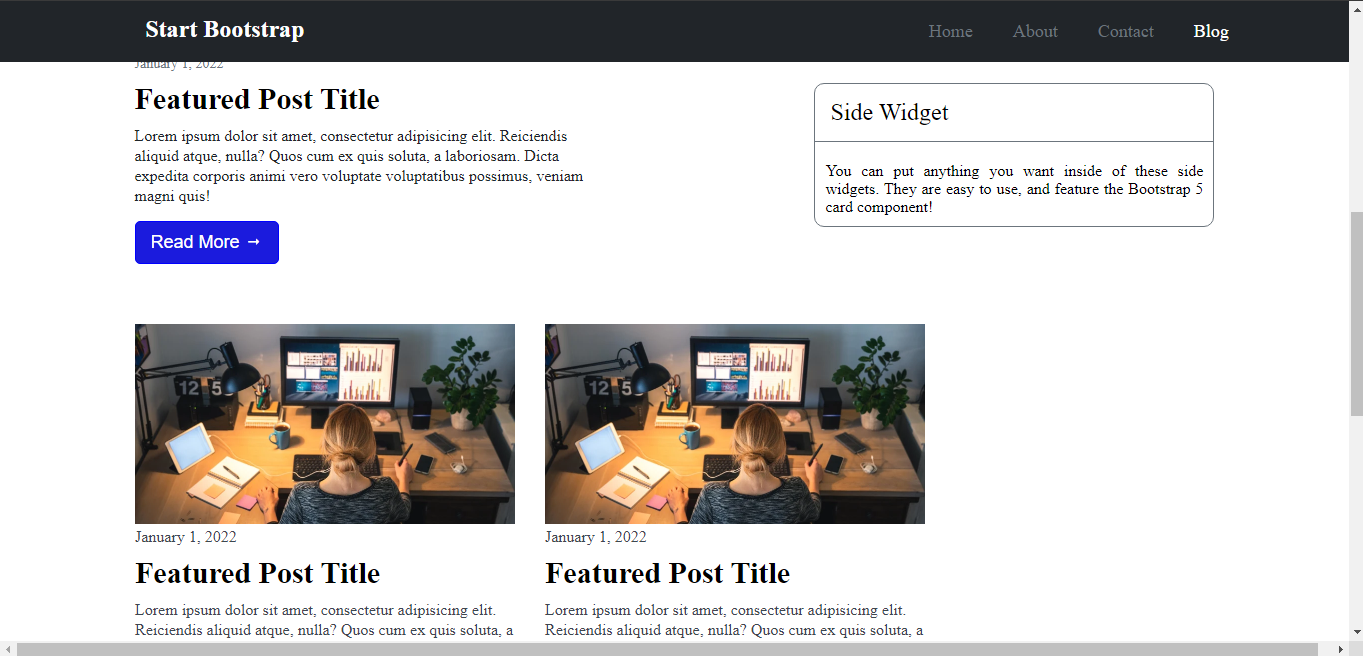 Start Bootstrap
Home About Contact Blog
January 1, 2022
Featured Post Title
Lorem ipsum dolor sit amet, consectetur adipisicing elit. Reiciendis
aliquid atque, nulla? Quos cum ex quis soluta, a laboriosam. Dicta
expedita corporis animi vero voluptate voluptatibus possimus, veniam
magni quis!
Read More →
Side Widget
You can put anything you want inside of these side
widgets. They are easy to use, and feature the Bootstrap 5
card component!
12 5
12 5
January 1, 2022
Featured Post Title
Lorem ipsum dolor sit amet, consectetur adipisicing elit.
Reiciendis aliquid atque, nulla? Quos cum ex quis soluta, a
January 1, 2022
Featured Post Title
Lorem ipsum dolor sit amet, consectetur adipisicing elit.
Reiciendis aliquid atque, nulla? Quos cum ex quis soluta, a